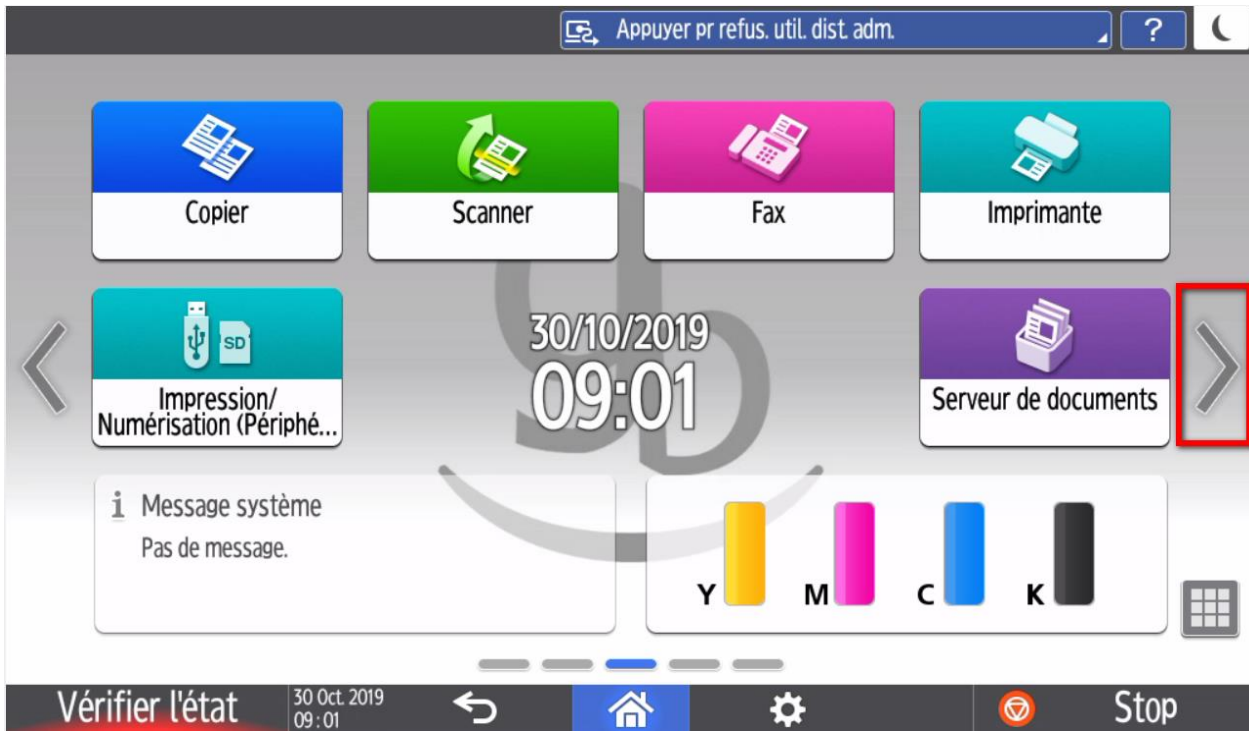 Appuyer pr refus. util. dist. adm.
?
Copier
Scanner
Fax
Imprimante
SD
Impression/
Numérisation (Périphé...
30/10/2019
09:01
Serveur de documents
i Message système
Pas de message.
Y M C K
Vérifier l'état
30 Oct. 2019
09 : 01
Stop